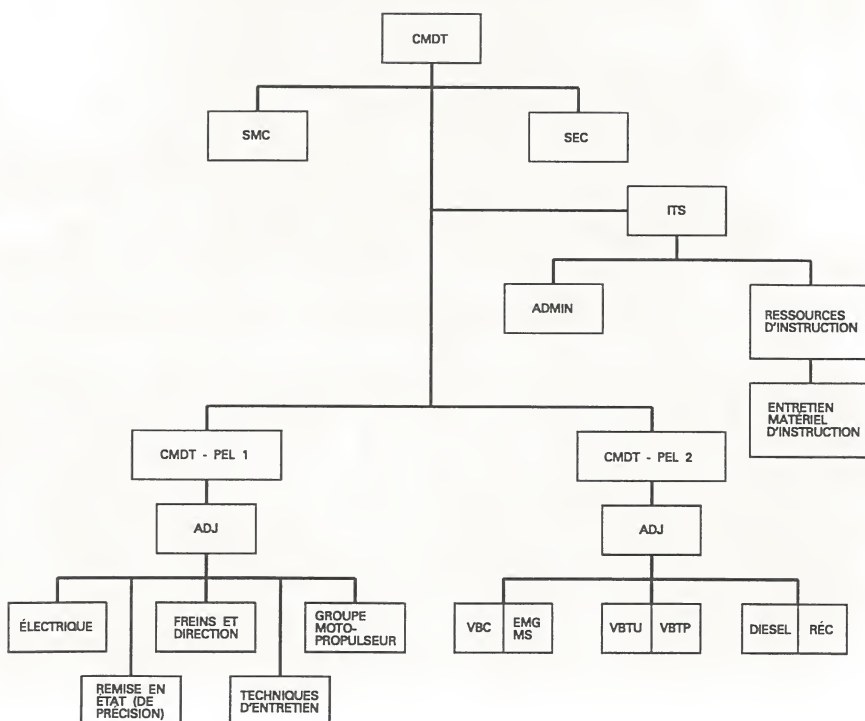 CMDT
SMC
SEC
ITS
ADMIN
RESSOURCES
D'INSTRUCTION
ENTRETIEN
MATÉRIEL
D'INSTRUCTION
CMDT - PEL 1
CMDT - PEL 2
ADJ
ADJ
ÉLECTRIQUE
FREINS ET
DIRECTION
GROUPE
MOTO-
PROPULSEUR
REMISE EN
ÉTAT (DE
PRÉCISION)
TECHNIQUES
D'ENTRETIEN
VBC
EMG
MS
VBTU
VBTP
DIESEL
RÉC